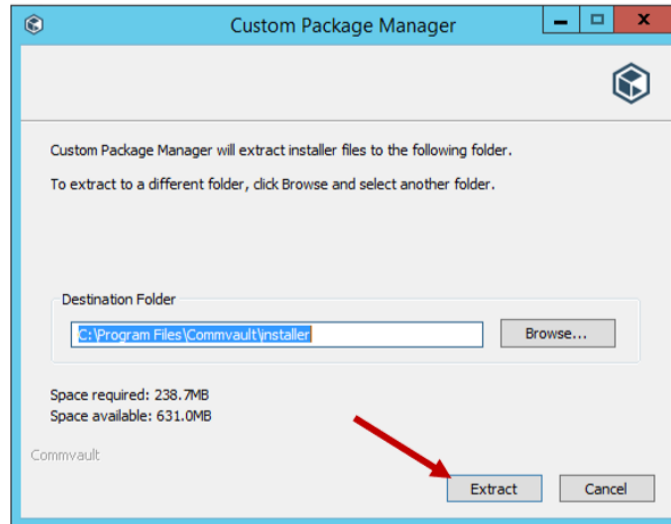 Custom Package Manager
Custom Package Manager will extract installer files to the following folder.
To extract to a different folder, click Browse and select another folder.
Destination Folder
C:\Program Files\Commvault\installer
Browse...
Space required: 238.7MB
Space available: 631.0MB
Commvault
Extract
Cancel